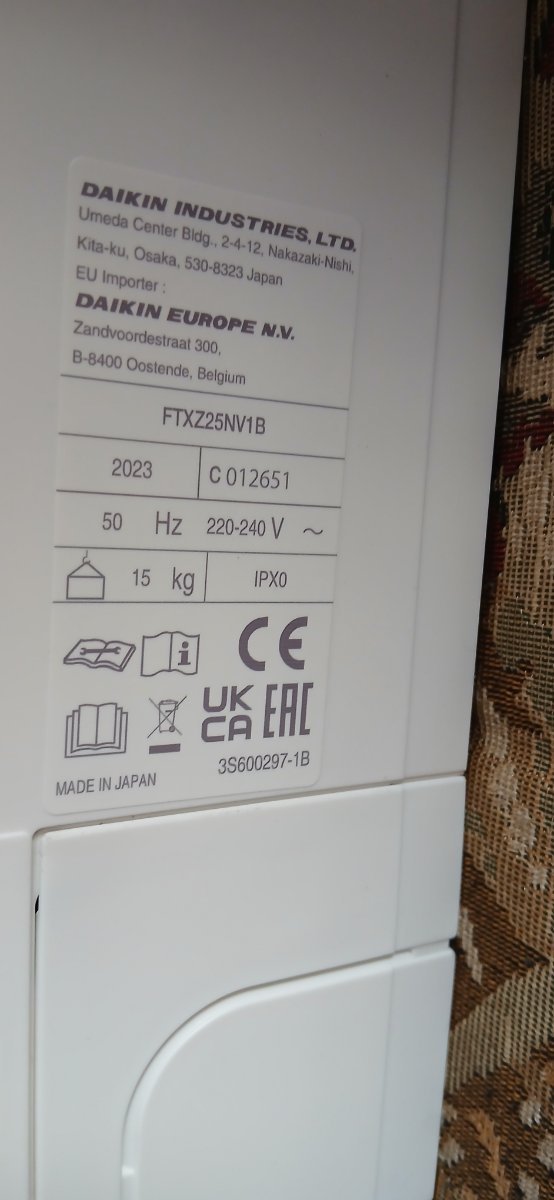 DAIKIN INDUSTRIES, LTD.
Umeda Center Bldg., 2-4-12, Nakazaki-Nishi,
Kita-ku, Osaka, 530-8323 Japan
EU Importer :
DAIKIN EUROPE N.V.
Zandvoordestraat 300,
B-8400 Oostende, Belgium
FTXZ25NV1B
2023 C 012651
50 Hz 220-240 V ~
15 kg IPX0
CE
UK
CA EAC
3S600297-1B
MADE IN JAPAN